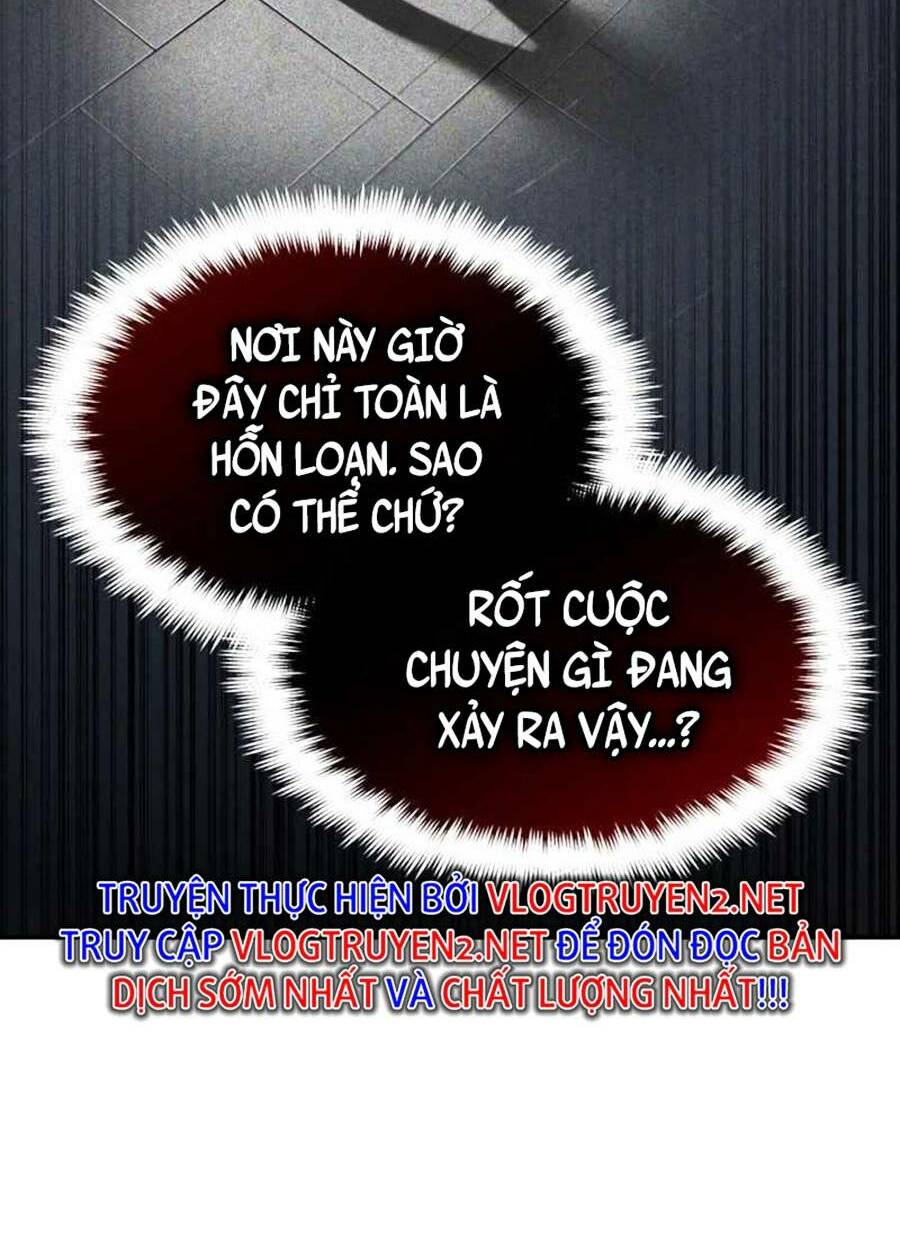 NƠI NÀY GIỜ
ĐÂY CHỈ TOÀN LÀ
HỖN LOẠN. SAO
CÓ THỂ CHỨ?
RỐT CUỘC
CHUYỆN GÌ ĐANG
XẢY RA VẬY...?
TRUYỆN THỰC HIỆN BỞI VLOGTRUYEN2.NET
TRUY CẬP VLOGTRUYEN2.NET ĐỂ ĐÓN ĐỌC BẢN
DỊCH SỚM NHẤT VÀ CHẤT LƯỢNG NHẤT!!!